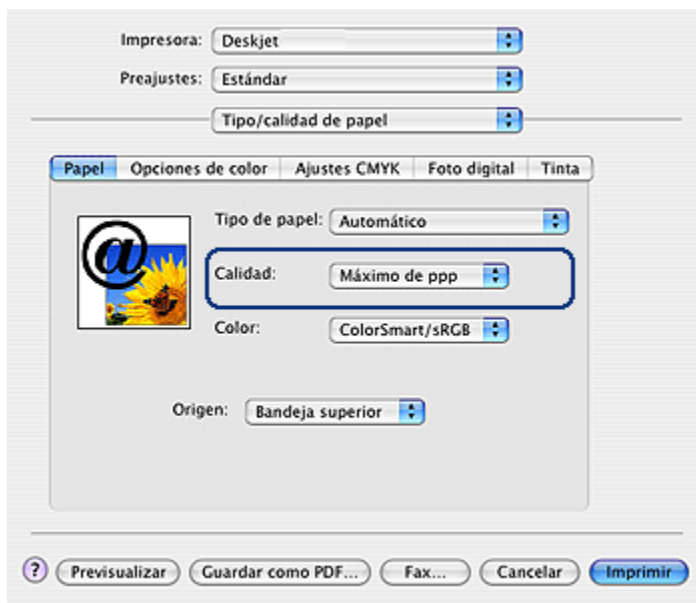 Impresora: Deskjet
Preajustes: Estándar
Tipo/calidad de papel
Papel Opciones de color Ajustes CMYK Foto digital Tinta
Tipo de papel: Automático
@
Calidad: Máximo de ppp
Color: ColorSmart/sRGB
Origen: Bandeja superior
? Previsualizar Guardar como PDF... Fax... Cancelar Imprimir